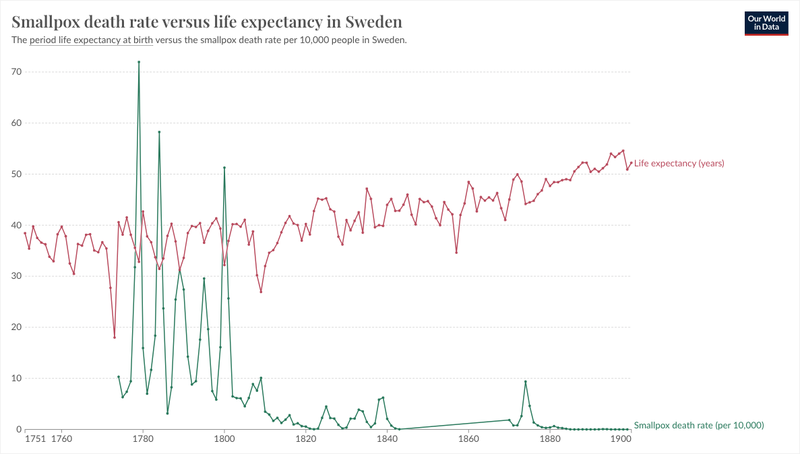 Smallpox death rate versus life expectancy in Sweden
The period life expectancy at birth versus the smallpox death rate per 10,000 people in Sweden.
Our World
in Data
70
60
50
40
30
20
10
0
Life expectancy (years)
Smallpox death rate (per 10,000)
1751 1760 1780 1800 1820 1840 1860 1880 1900